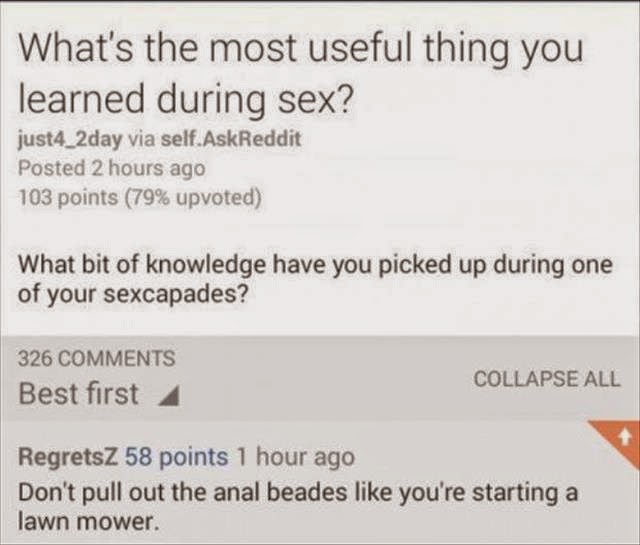 What's the most useful thing you
learned during sex?
just4_2day via self.AskReddit
Posted 2 hours ago
103 points (79% upvoted)
What bit of knowledge have you picked up during one
of your sexcapades?
326 COMMENTS
Best first
COLLAPSE ALL
RegretsZ 58 points 1 hour ago
Don't pull out the anal beades like you're starting a
lawn mower.